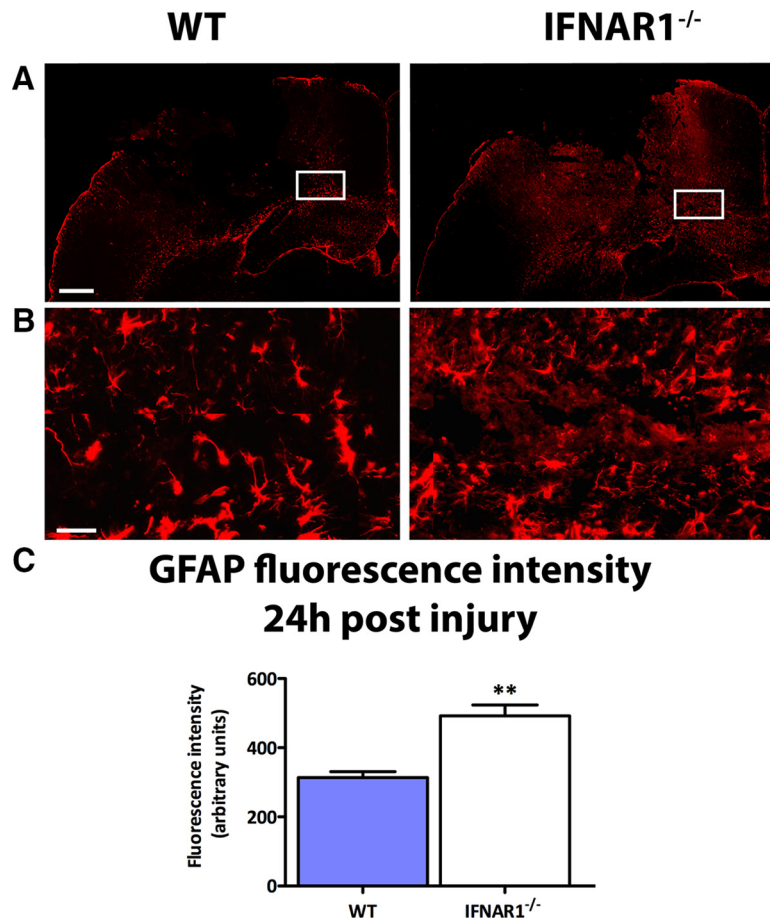 WT IFNAR1-/-
A
B
C
GFAP fluorescence intensity
24h post injury
Fluorescence intensity
(arbitrary units)
600
**
400
200
0
WT IFNAR1-/-